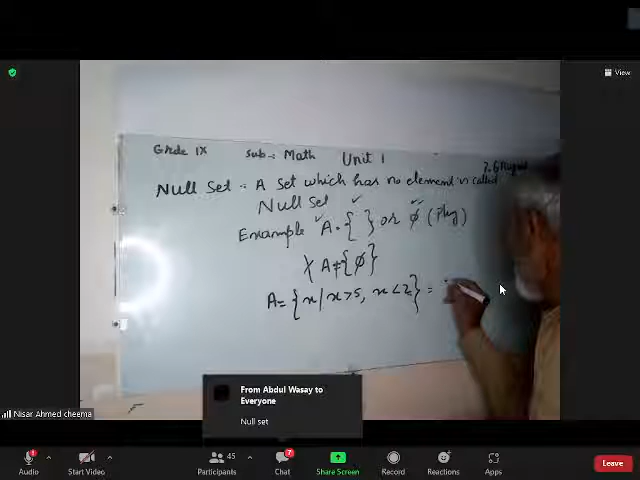 View
Grde IX Sub-: Math Unit 1
Null Set :- A Set which has no element is called
Null Set
Example A = { } or φ (Phy)
X A ≠ {φ}
A = {x / x > 5, x < 2} =
From Abdul Wasay to
Everyone
Null set
Nisar Ahmed cheema
1 45 7
Audio Start Video Participants Chat Share Screen Record Reactions Apps Leave